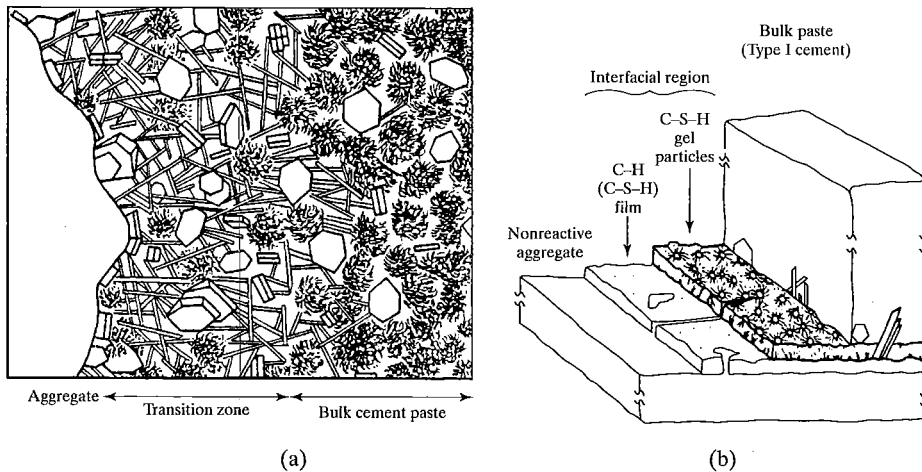 Aggregate
Transition zone
Bulk cement paste
(a)
Bulk paste
(Type I cement)
Interfacial region
C–S–H
gel
particles
C–H
(C–S–H)
film
Nonreactive
aggregate
(b)